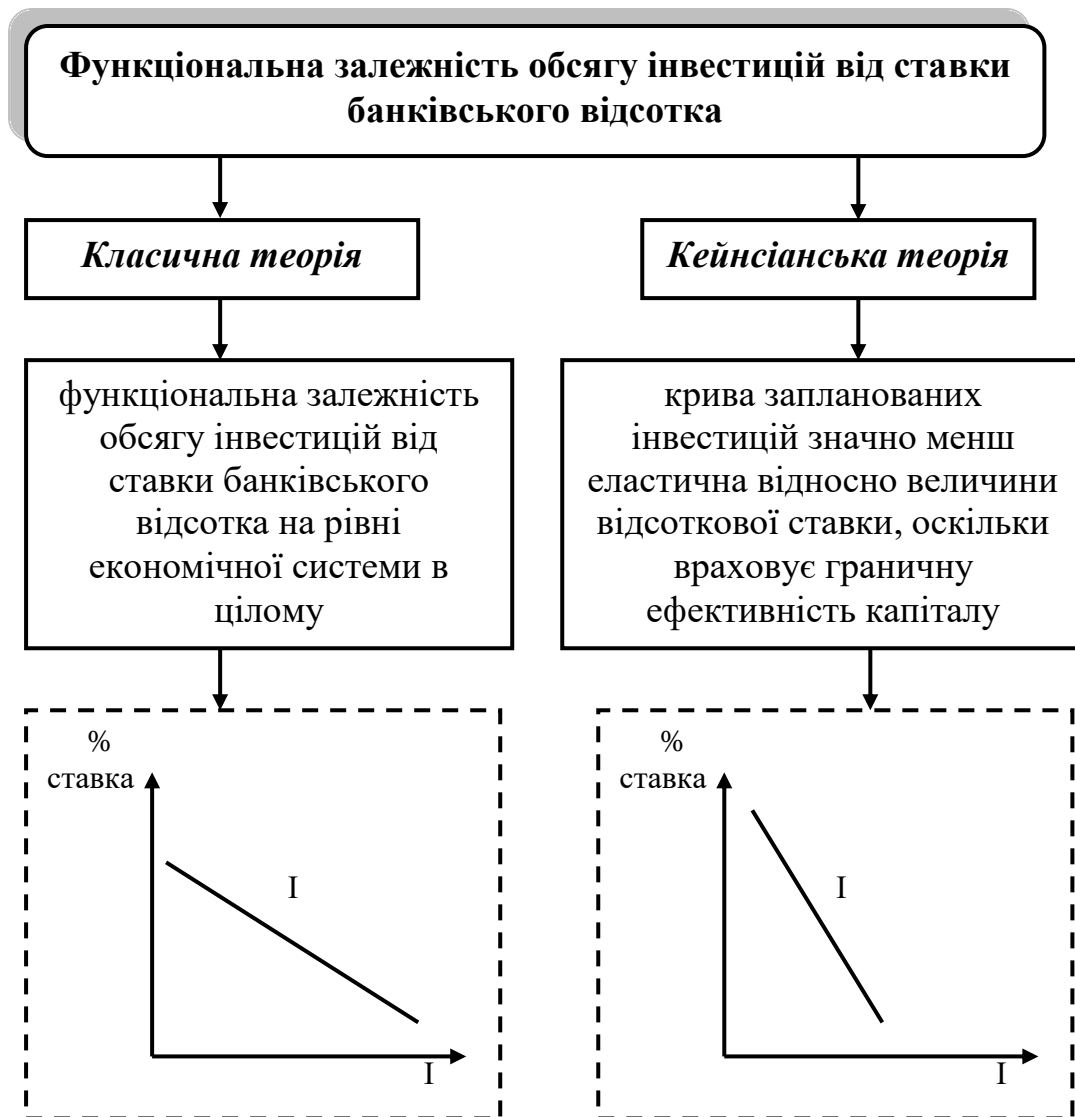 Функціональна залежність обсягу інвестицій від ставки
банківського відсотка
Класична теорія
Кейнсіанська теорія
функціональна залежність
обсягу інвестицій від
ставки банківського
відсотка на рівні
економічної системи в
цілому
крива запланованих
інвестицій значно менш
еластична відносно величини
відсоткової ставки, оскільки
враховує граничну
ефективність капіталу
%
ставка
I
I
%
ставка
I
I